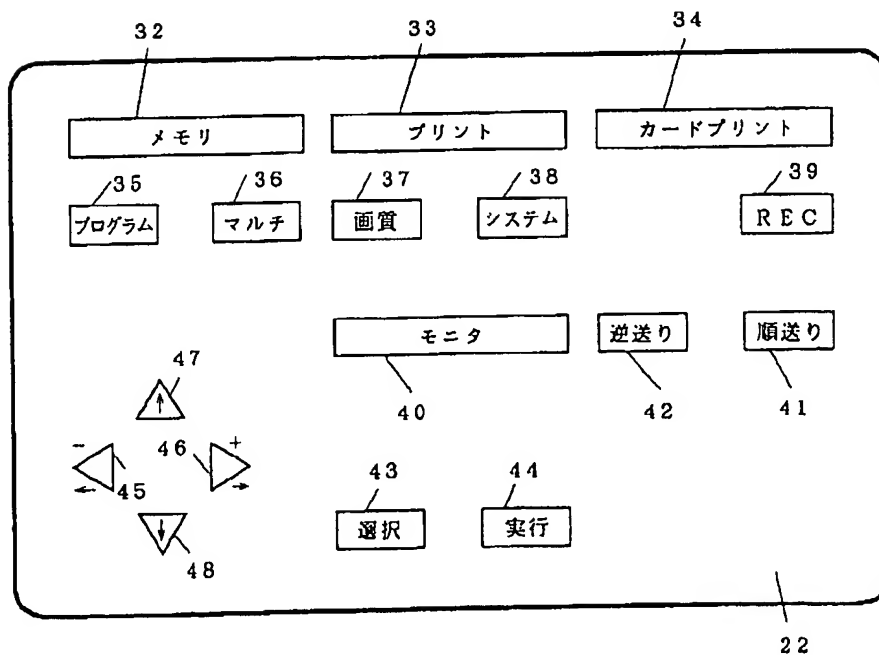 32 33 34
メモリ プリント カードプリント
35 36 37 38 39
プログラム マルチ 画質 システム REC
モニタ 逆送り 順送り
47
↑
40 42 41
- 46 +
← 45 →
43 44
↓ 選択 実行
48
22